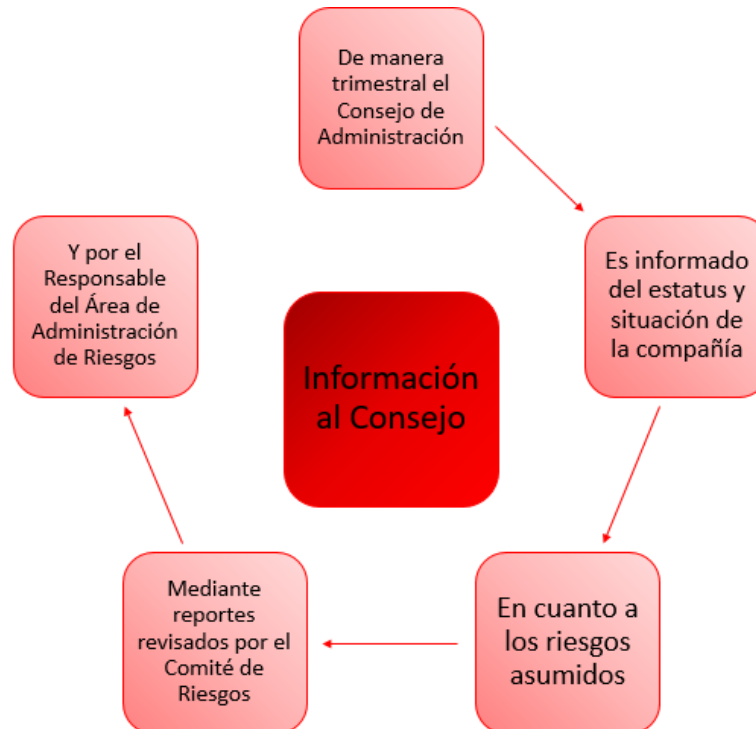 De manera
trimestral el
Consejo de
Administración
Es informado
del estatus y
situación de
la compañía
En cuanto a
los riesgos
asumidos
Mediante
reportes
revisados por el
Comité de
Riesgos
Y por el
Responsable
del Área de
Administración
de Riesgos
Información
al Consejo